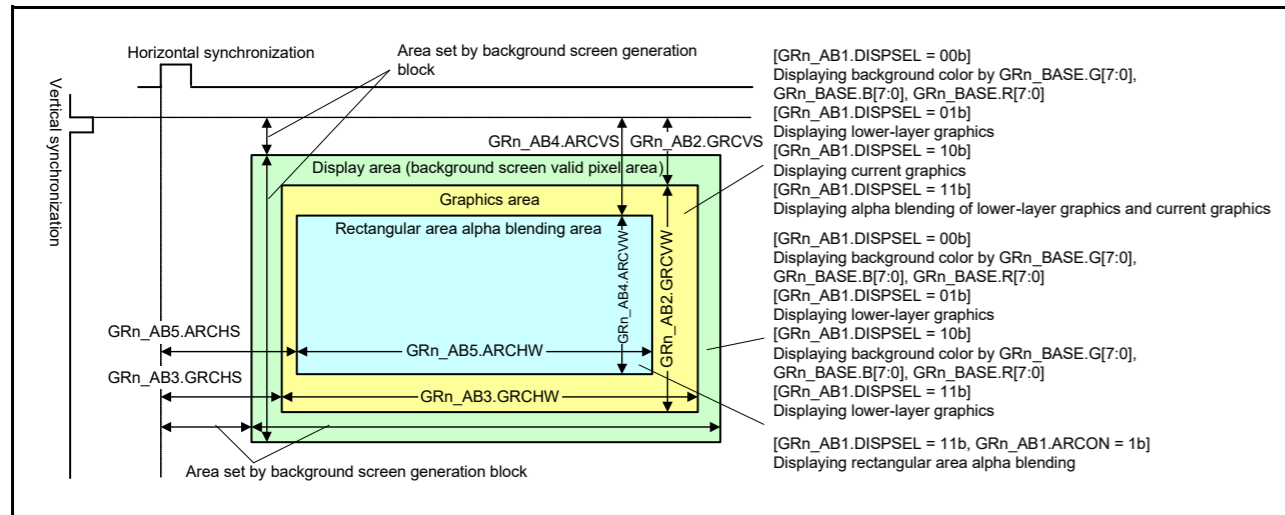 Horizontal synchronization
Vertical synchronization
Area set by background screen generation
block
GRn_AB4.ARCVS
GRn_AB2.GRCVS
Display area (background screen valid pixel area)
Graphics area
Rectangular area alpha blending area
GRn_AB4.ARCVW
GRn_AB2.GRCVW
GRn_AB5.ARCHS
GRn_AB5.ARCHW
GRn_AB3.GRCHS
GRn_AB3.GRCHW
Area set by background screen generation block
[GRn_AB1.DISPSEL = 00b]
Displaying background color by GRn_BASE.G[7:0],
GRn_BASE.B[7:0], GRn_BASE.R[7:0]
[GRn_AB1.DISPSEL = 01b]
Displaying lower-layer graphics
[GRn_AB1.DISPSEL = 10b]
Displaying current graphics
[GRn_AB1.DISPSEL = 11b]
Displaying alpha blending of lower-layer graphics and current graphics
[GRn_AB1.DISPSEL = 00b]
Displaying background color by GRn_BASE.G[7:0],
GRn_BASE.B[7:0], GRn_BASE.R[7:0]
[GRn_AB1.DISPSEL = 01b]
Displaying lower-layer graphics
[GRn_AB1.DISPSEL = 10b]
Displaying background color by GRn_BASE.G[7:0],
GRn_BASE.B[7:0], GRn_BASE.R[7:0]
[GRn_AB1.DISPSEL = 11b]
Displaying lower-layer graphics
[GRn_AB1.DISPSEL = 11b, GRn_AB1.ARCON = 1b]
Displaying rectangular area alpha blending